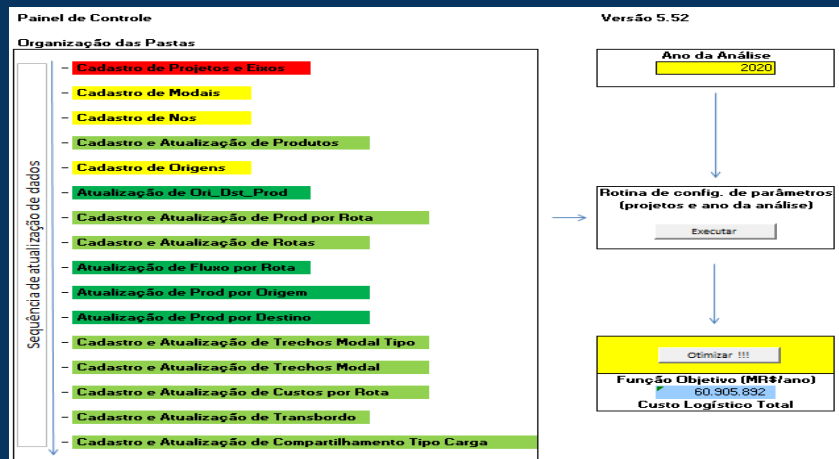 Painel de Controle
Versão 5.52
Organização das Pastas
Sequência de atualização de dados
– Cadastro de Projetos e Eixos
– Cadastro de Modais
– Cadastro de Nos
– Cadastro e Atualização de Produtos
– Cadastro de Origens
– Atualização de Ori_Dst_Prod
– Cadastro e Atualização de Prod por Rota
– Cadastro e Atualização de Rotas
– Atualização de Fluxo por Rota
– Atualização de Prod por Origem
– Atualização de Prod por Destino
– Cadastro e Atualização de Trechos Modal Tipo
– Cadastro e Atualização de Trechos Modal
– Cadastro e Atualização de Custos por Rota
– Cadastro e Atualização de Transbordo
– Cadastro e Atualização de Compartilhamento Tipo Carga
Ano da Análise
2020
Rotina de config. de parâmetros
(projetos e ano da análise)
Executar
Otimizar !!!
Função Objetivo (MR$/ano)
60.905.892
Custo Logístico Total